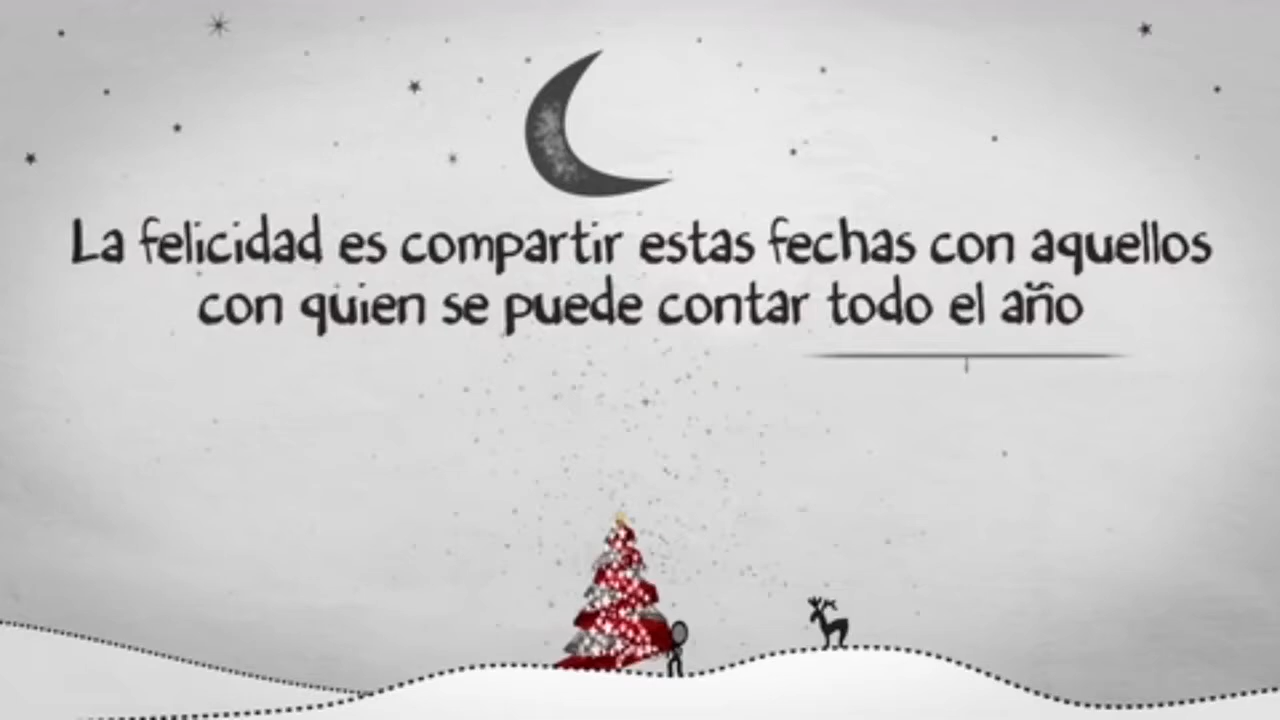 La felicidad es compartir estas fechas con aquellos
con quien se puede contar todo el año